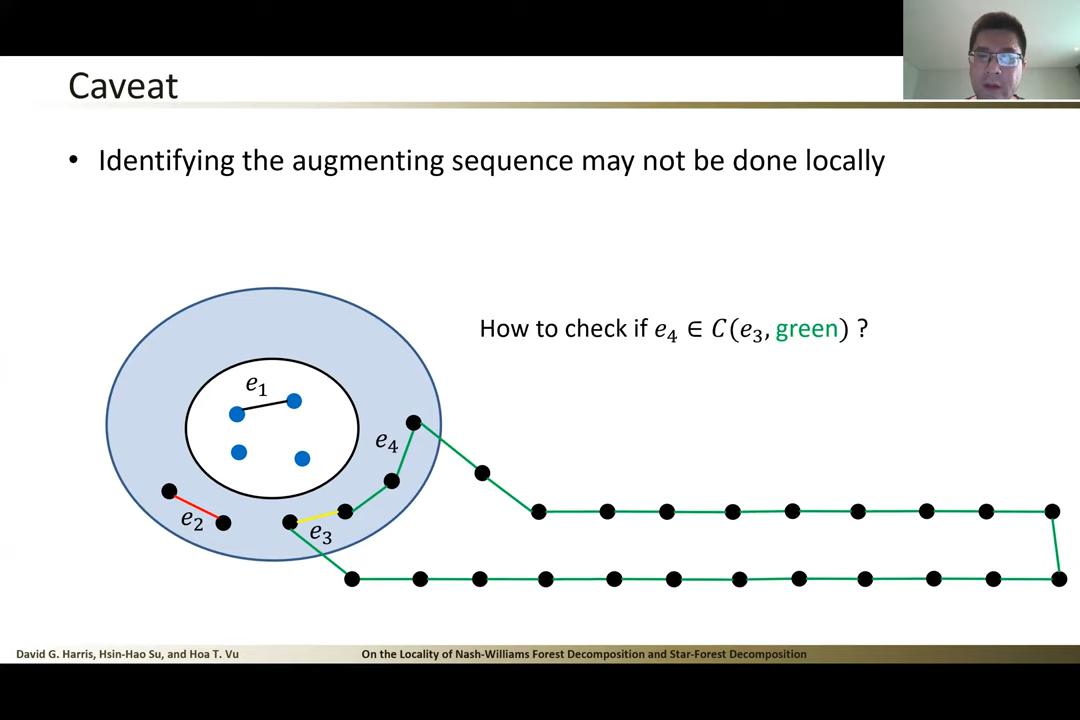 Caveat
• Identifying the augmenting sequence may not be done locally
How to check if e₄ ∈ C(e₃, green) ?
e₁
e₄
e₂
e₃
David G. Harris, Hsin-Hao Su, and Hoa T. Vu
On the Locality of Nash-Williams Forest Decomposition and Star-Forest Decomposition